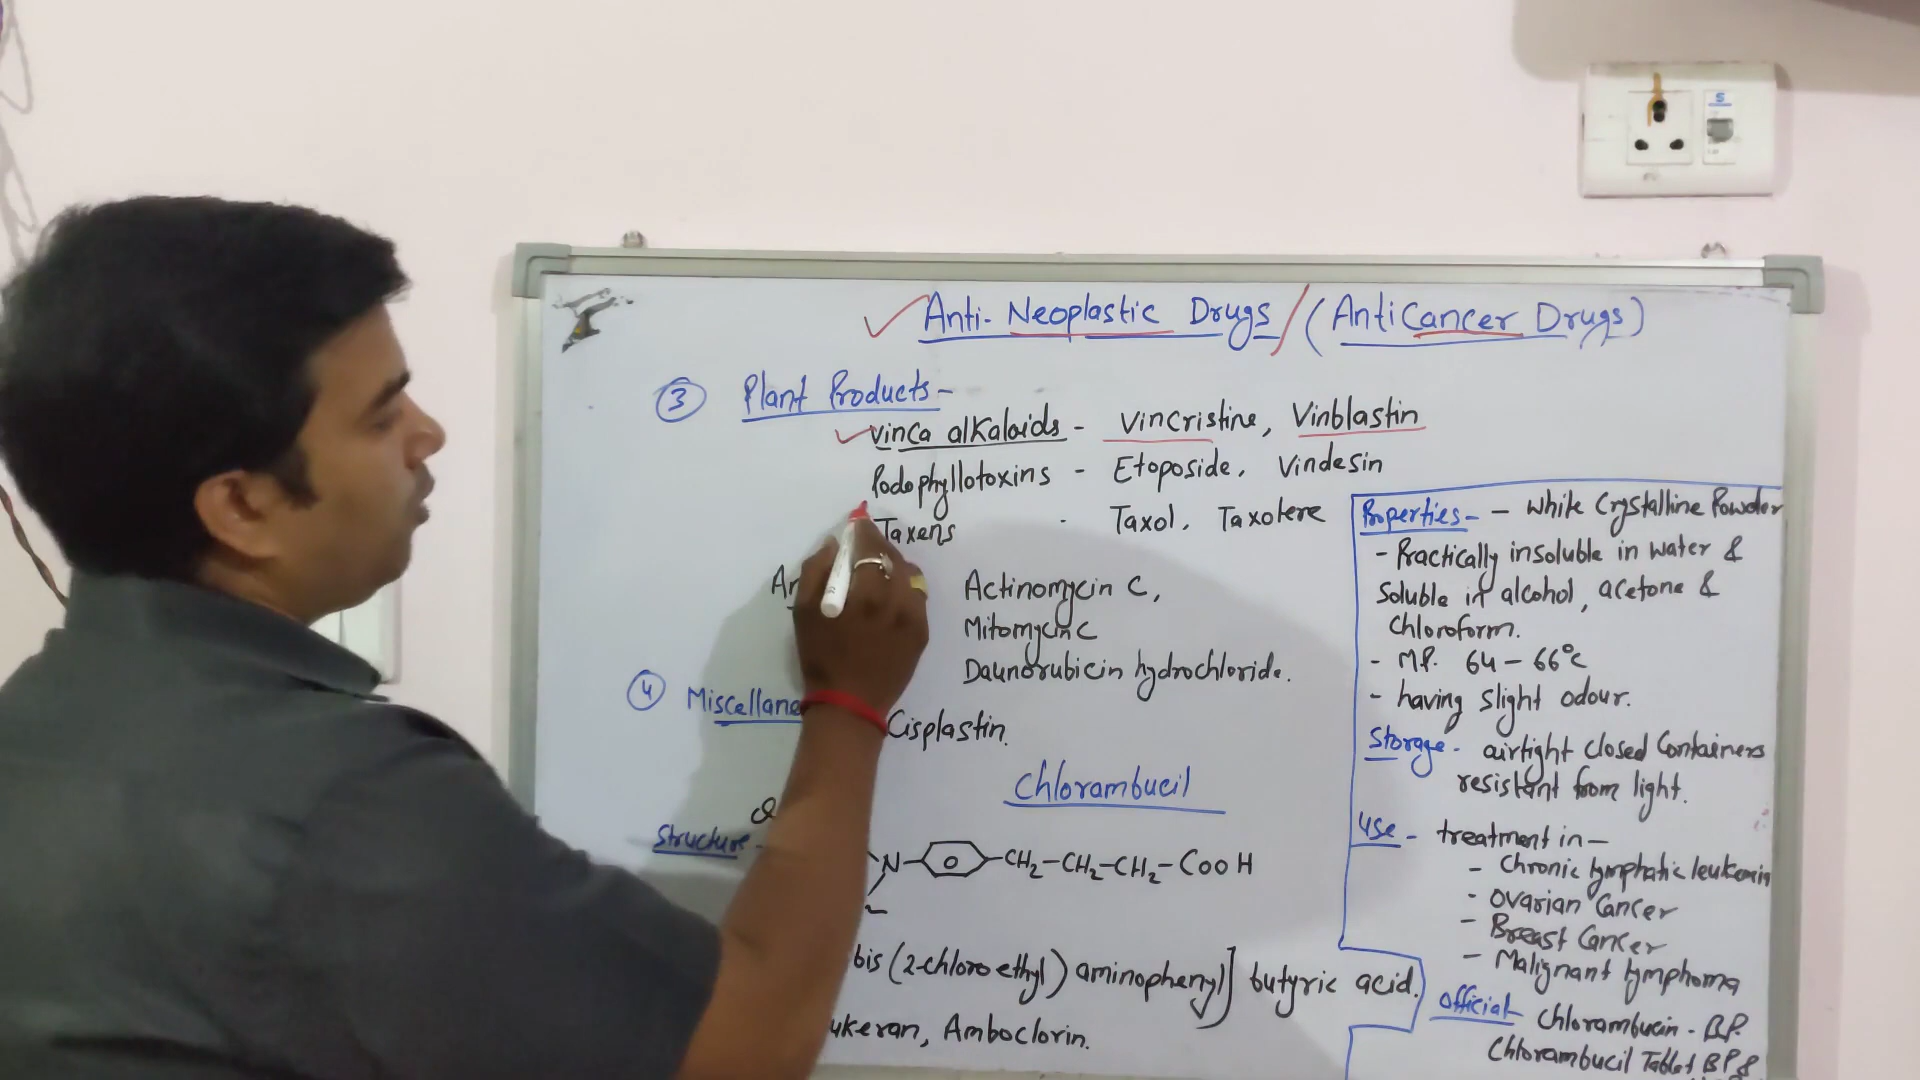 Anti-Neoplastic Drugs / (AntiCancer Drugs)
3 Plant Products -
Vinca alkaloids - Vincristine, Vinblastin
Podophyllotoxins - Etoposide, Vindesin
Taxens - Taxol, Taxotere
An
Actinomycin C,
Mitomycin C
Daunorubicin hydrochloride.
4 Miscellane
Cisplastin.
Chlorambucil
Structure -
N CH2-CH2-CH2-COOH
bis (2-chloroethyl) aminophenyl] butyric acid.
ukeran, Amboclorin.
Properties - - White Crystalline Powder
- Practically insoluble in water &
Soluble in alcohol, acetone &
Chloroform.
- M.P. 64-66°C
- having slight odour.
Storage - airtight closed Containers
resistant from light.
Use - treatment in -
- Chronic lymphatic leukemia
- Ovarian Cancer
- Breast Cancer
- Malignant lymphoma
Official - Chlorambucin - B.P.
Chlorambucil Tablet BP &